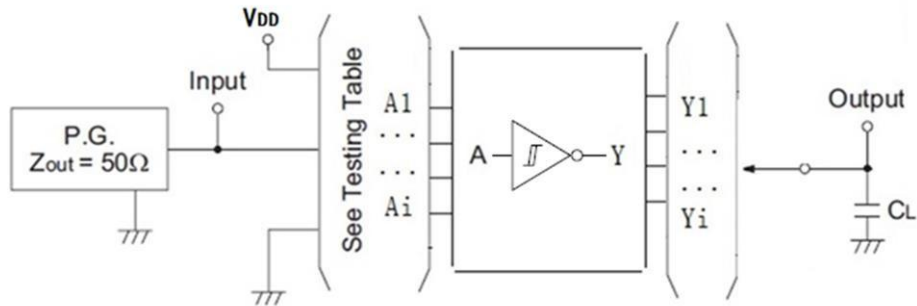 VDD
Input
P.G.
Zout = 50Ω
See Testing Table
A1
...
...
Ai
A
Y
Y1
...
...
Yi
Output
CL